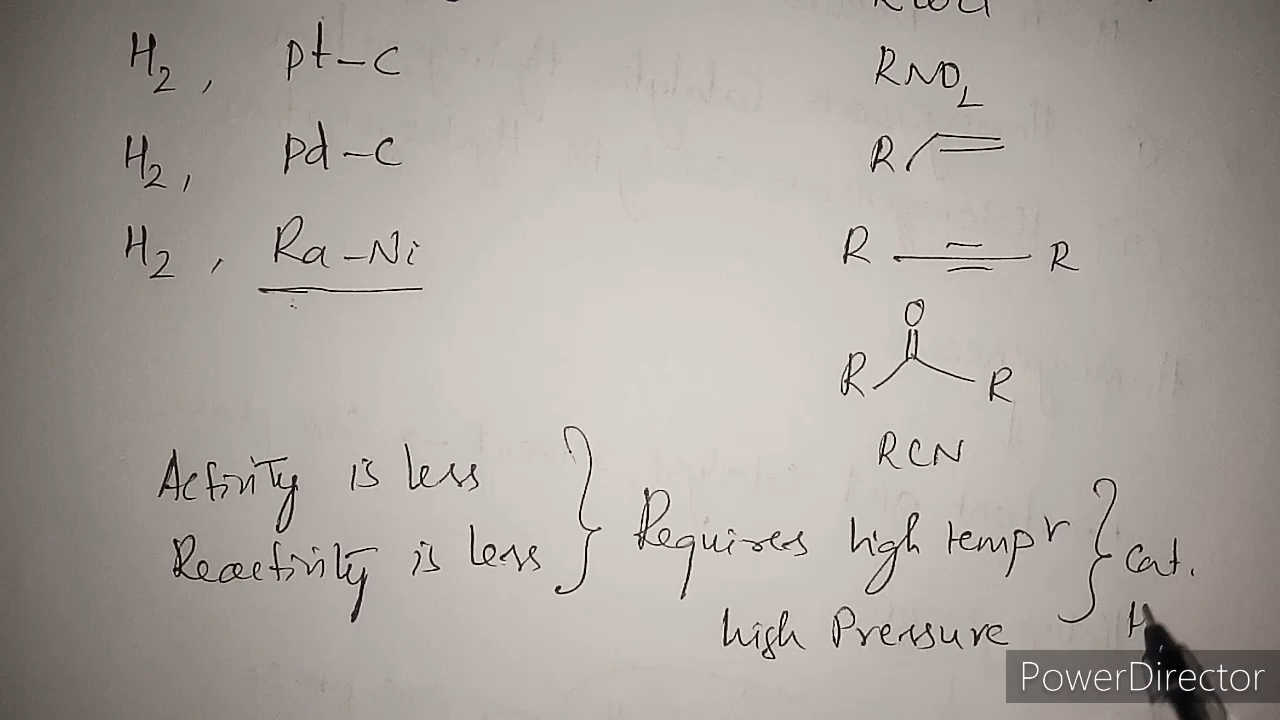 RCOCl
H2, Pt-C
RNO2
H2, Pd-C
R
H2, Ra-Ni
R R
O
R R
RCN
Activity is less
Reactivity is less
Requires high tempr
high Pressure
Cat.
H
PowerDirector